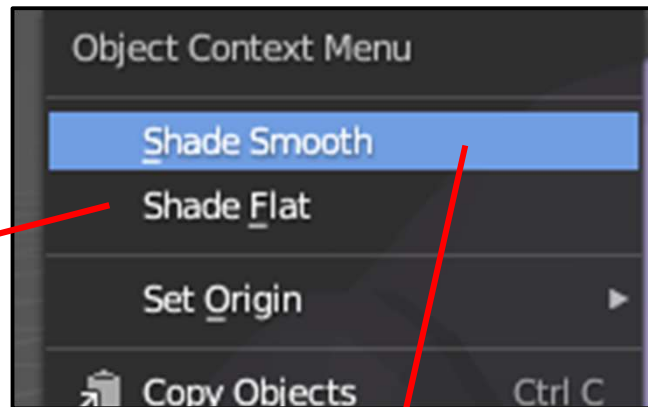 Object Context Menu
Shade Smooth
Shade Flat
Set Origin
Copy Objects Ctrl C